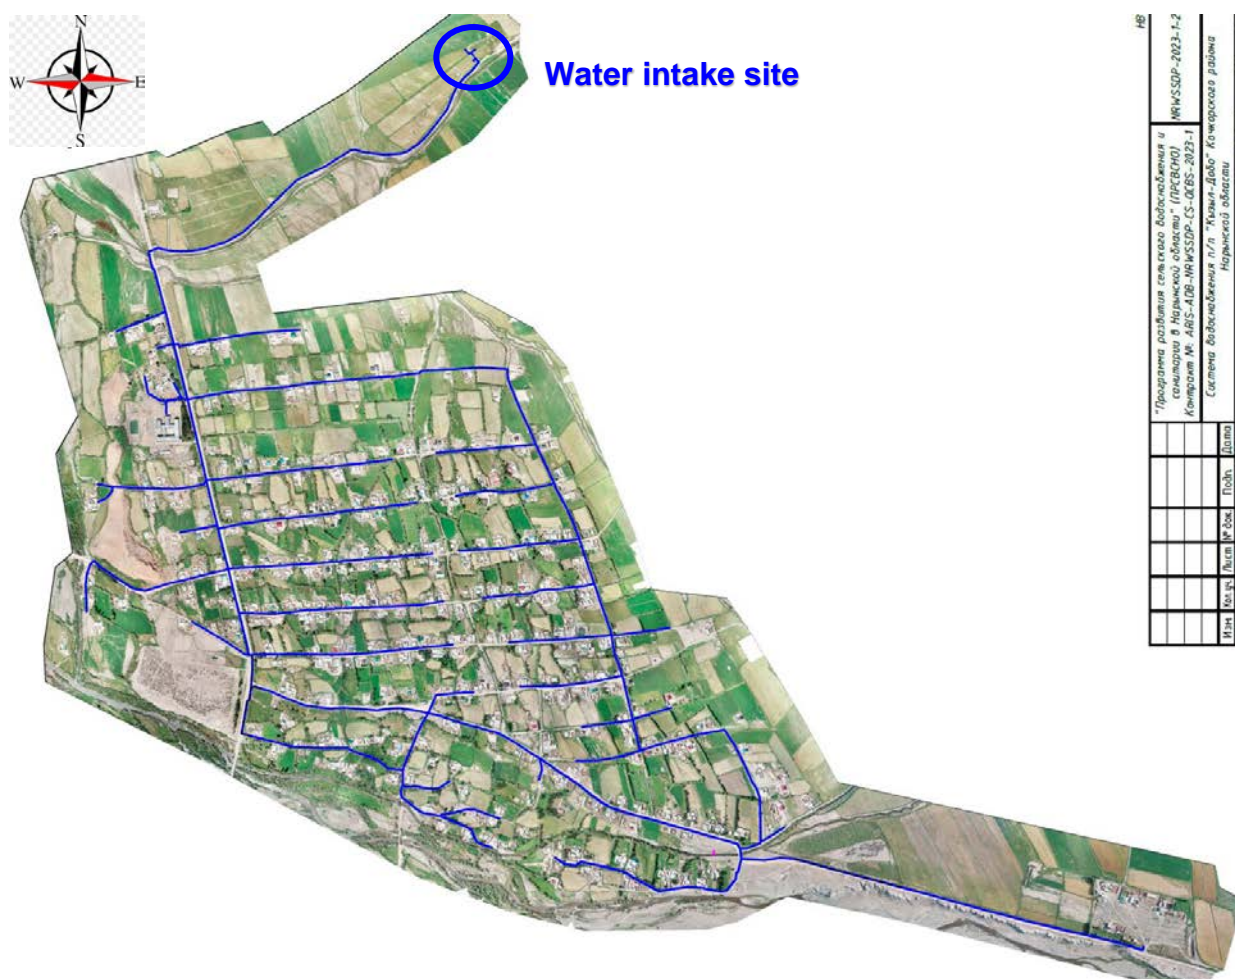 N
W
E
S
Water intake site
НВ
"Программа развития сельского водоснабжения и
санитарии в Нарынской области" (ПРСВСНО)
Контракт №: ARIS-ADB-NRWSSDP-CS-QCBS-2023-1
NRWSSDP-2023-1-2
Система водоснабжения п/п "Кызыл-Добо" Кочкорского района
Нарынской области
Изм
Кол.уч.
Лист
№ док.
Подп.
Дата